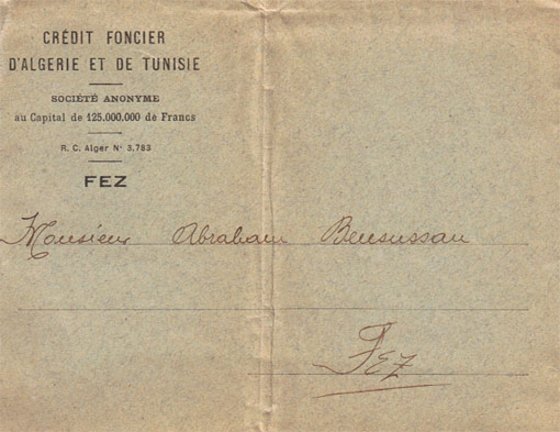 CRÉDIT FONCIER
D'ALGERIE ET DE TUNISIE
SOCIÉTÉ ANONYME
au Capital de 125.000.000 de Francs
R. C. Alger N° 3.783
FEZ
Monsieur Abraham Bensussan
FEZ